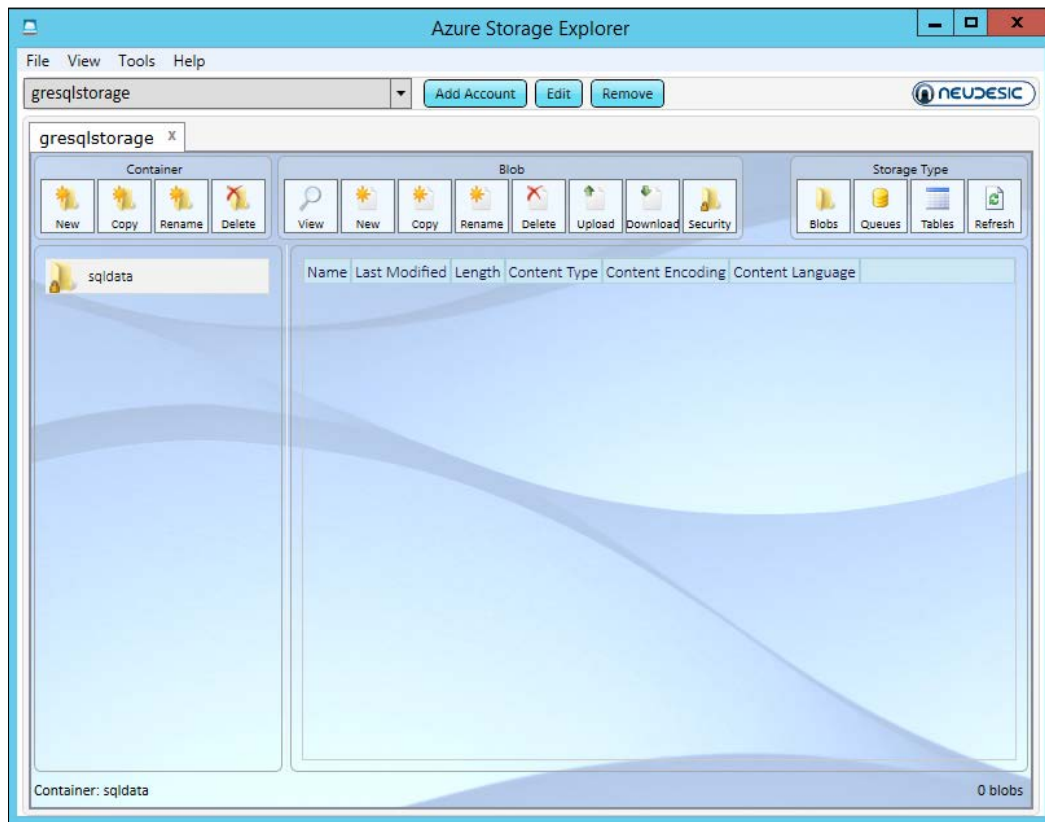 Azure Storage Explorer
File View Tools Help
gresqlstorage Add Account Edit Remove NEUDESIC
gresqlstorage x
Container Blob Storage Type
New Copy Rename Delete View New Copy Rename Delete Upload Download Security Blobs Queues Tables Refresh
sqldata Name Last Modified Length Content Type Content Encoding Content Language
Container: sqldata 0 blobs